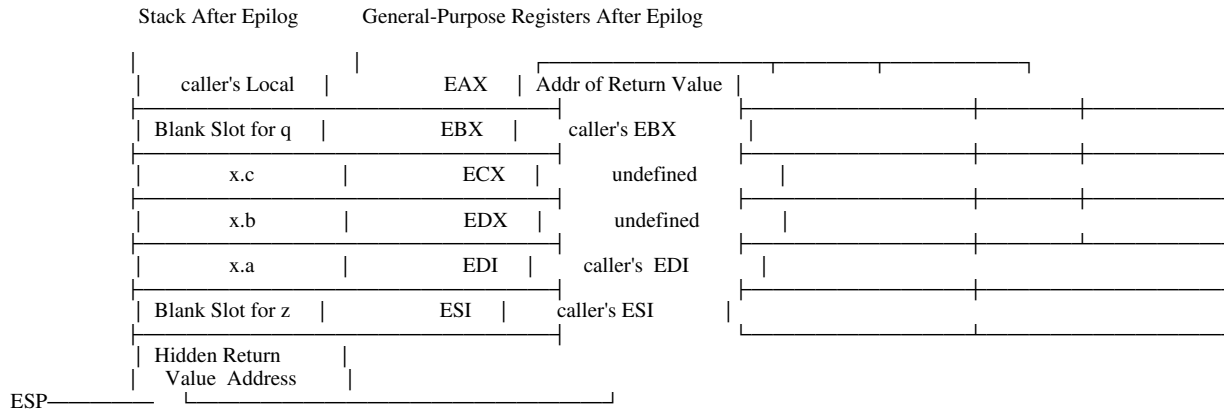 Stack After Epilog General-Purpose Registers After Epilog
caller's Local EAX Addr of Return Value
Blank Slot for q EBX caller's EBX
x.c ECX undefined
x.b EDX undefined
x.a EDI caller's EDI
Blank Slot for z ESI caller's ESI
Hidden Return
Value Address
ESP